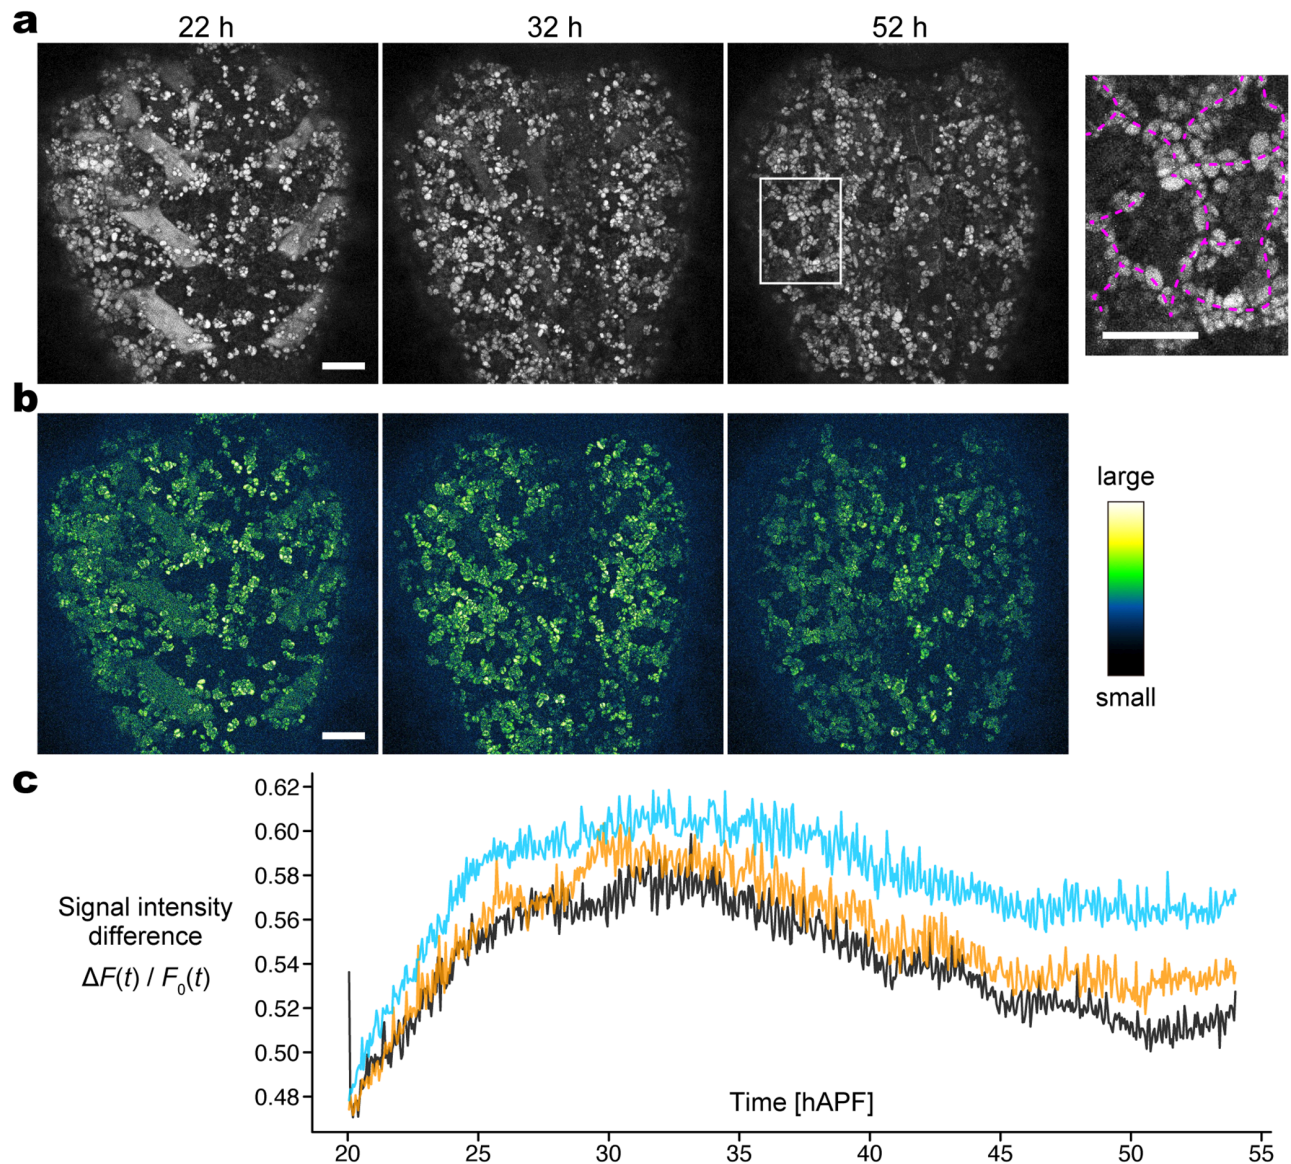 a
22 h 32 h 52 h
b
large
small
c
Signal intensity
difference
ΔF(t) / F0(t)
0.62
0.60
0.58
0.56
0.54
0.52
0.50
0.48
Time [hAPF]
20 25 30 35 40 45 50 55